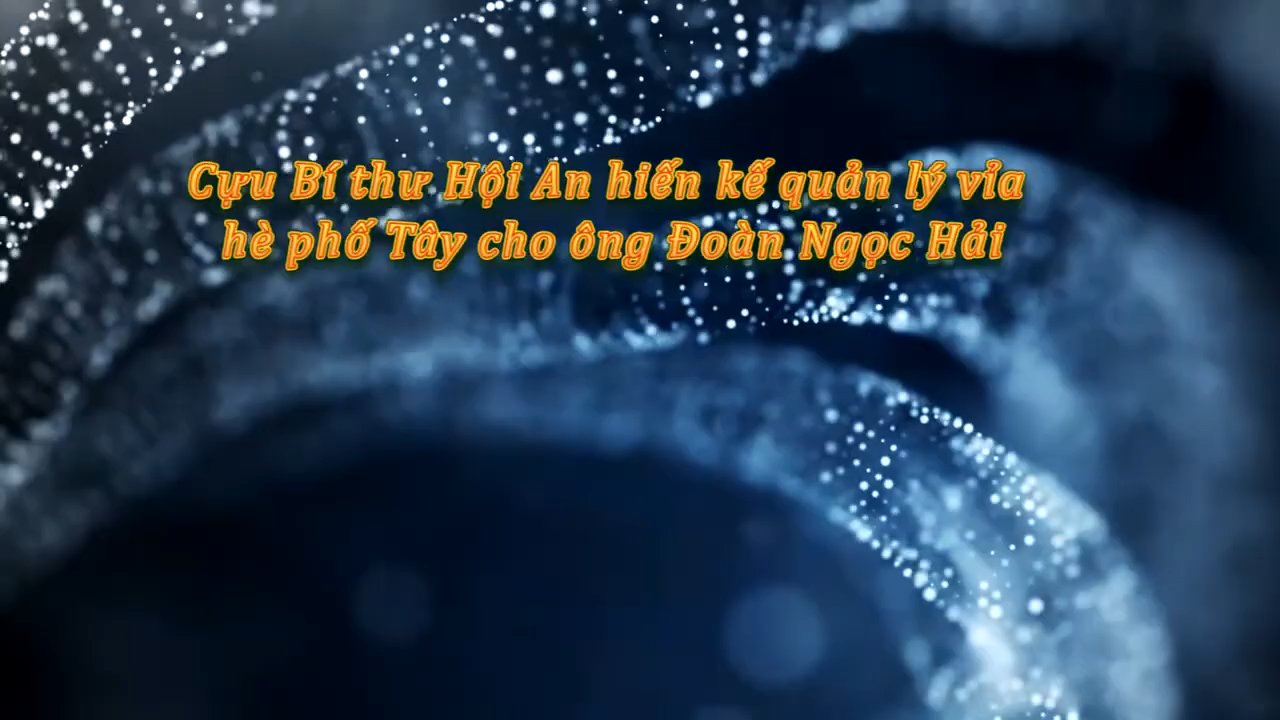 Cựu Bí thư Hội An hiến kế quản lý vỉa
hè phố Tây cho ông Đoàn Ngọc Hải